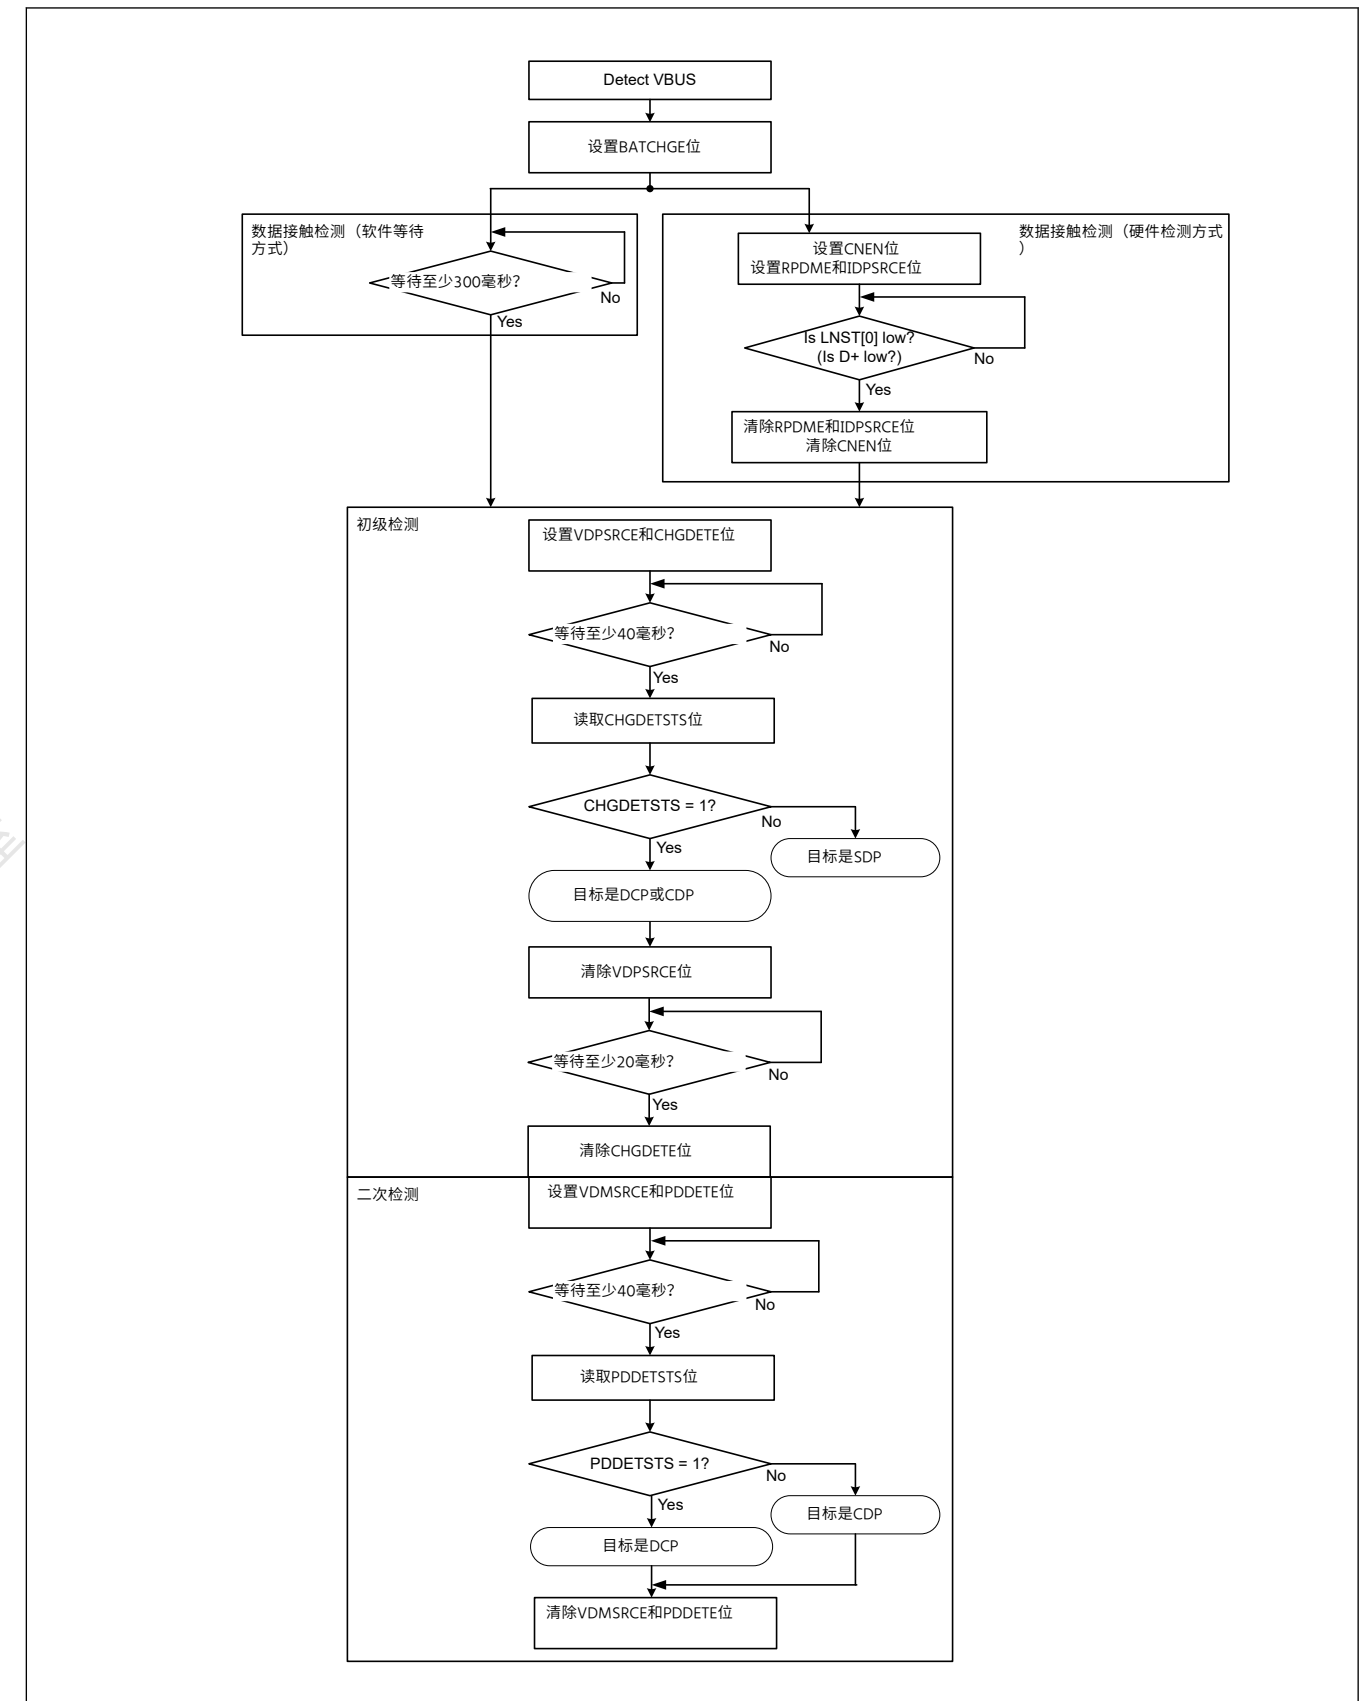 Detect VBUS
设置BATCHGE位
数据接触检测（软件等待
方式）
等待至少300毫秒？
No
Yes
数据接触检测（硬件检测方式
）
设置CNEN位
设置RPDME和IDPSRCE位
Is LNST[0] low?
(Is D+ low?)
No
Yes
清除RPDME和IDPSRCE位
清除CNEN位
初级检测
设置VDPSRCE和CHGDETE位
等待至少40毫秒？
No
Yes
读取CHGDETSTS位
CHGDETSTS = 1?
No
Yes
目标是SDP
目标是DCP或CDP
清除VDPSRCE位
等待至少20毫秒？
No
Yes
清除CHGDETE位
二次检测
设置VDMSRCE和PDDETE位
等待至少40毫秒？
No
Yes
读取PDDETSTS位
PDDETSTS = 1?
No
Yes
目标是CDP
目标是DCP
清除VDMSRCE和PDDETE位